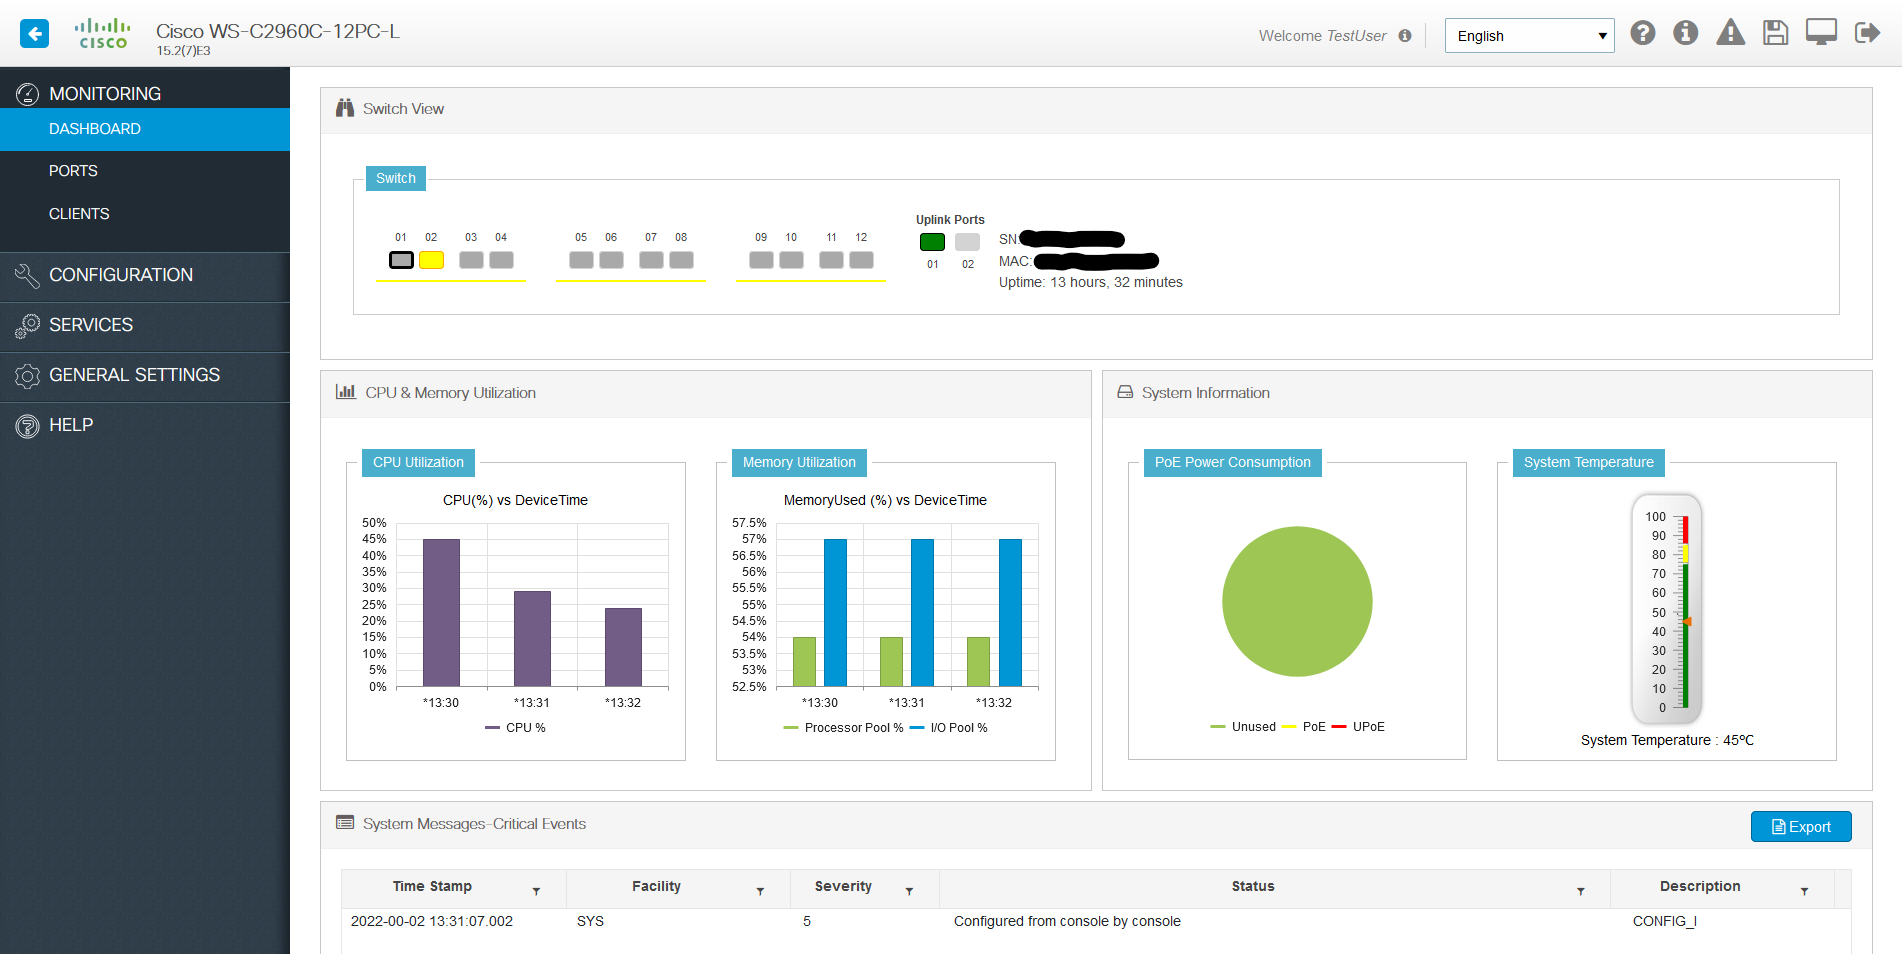 CISCO
Cisco WS-C2960C-12PC-L
15.2(7)E3
Welcome TestUser
English
MONITORING
DASHBOARD
PORTS
CLIENTS
CONFIGURATION
SERVICES
GENERAL SETTINGS
HELP
Switch View
Switch
01 02 03 04 05 06 07 08 09 10 11 12
Uplink Ports
01 02
SN:
MAC:
Uptime: 13 hours, 32 minutes
CPU & Memory Utilization
CPU Utilization
CPU(%) vs DeviceTime
50%
45%
40%
35%
30%
25%
20%
15%
10%
5%
0%
*13:30 *13:31 *13:32
CPU %
Memory Utilization
MemoryUsed (%) vs DeviceTime
57.5%
57%
56.5%
56%
55.5%
55%
54.5%
54%
53.5%
53%
52.5%
*13:30 *13:31 *13:32
Processor Pool % I/O Pool %
System Information
PoE Power Consumption
Unused PoE UPoE
System Temperature
100
90
80
70
60
50
40
30
20
10
0
System Temperature : 45ºC
System Messages-Critical Events
Export
Time Stamp Facility Severity Status Description
2022-00-02 13:31:07.002 SYS 5 Configured from console by console CONFIG_I